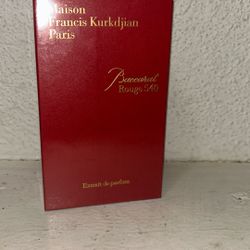 Maison
Francis Kurkdjian
Paris
Baccarat
Rouge 540
Extrait de parfum